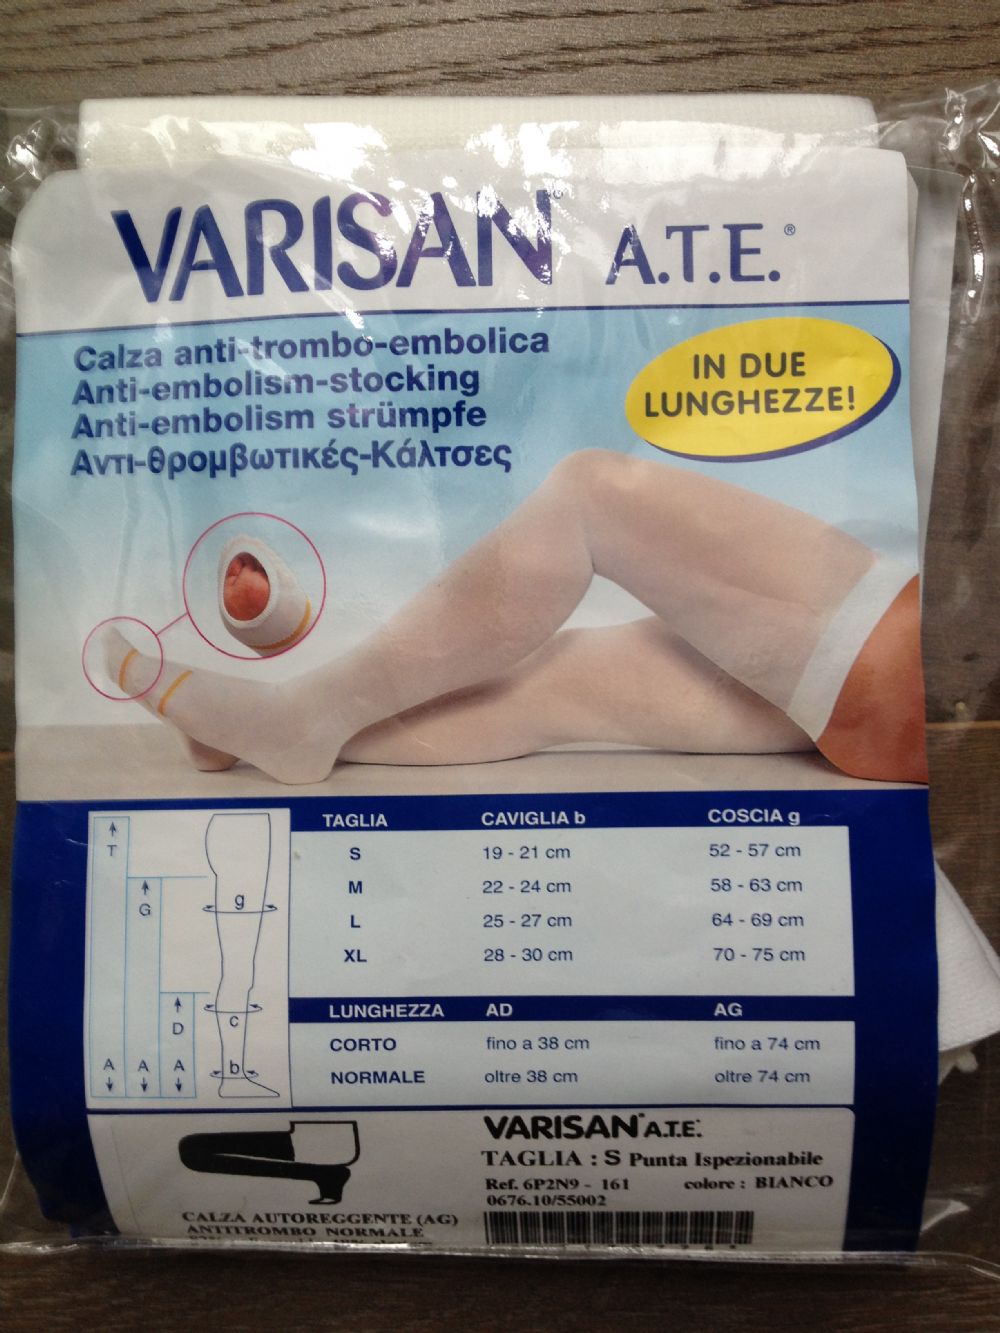 VARISAN® A.T.E.®
Calza anti-trombo-embolica
Anti-embolism-stocking
Anti-embolism strümpfe
Αντι-θρομβωτικές-Κάλτσες
IN DUE
LUNGHEZZE!
TAGLIA CAVIGLIA b COSCIA g
S 19 - 21 cm 52 - 57 cm
M 22 - 24 cm 58 - 63 cm
L 25 - 27 cm 64 - 69 cm
XL 28 - 30 cm 70 - 75 cm
LUNGHEZZA AD AG
CORTO fino a 38 cm fino a 74 cm
NORMALE oltre 38 cm oltre 74 cm
T
G
g
D
c
A A A b
VARISAN A.T.E.
TAGLIA : S Punta Ispezionabile
Ref. 6P2N9 - 161 colore : BIANCO
0676.10/55002
CALZA AUTOREGGENTE (AG)
ANTITROMBO NORMALE